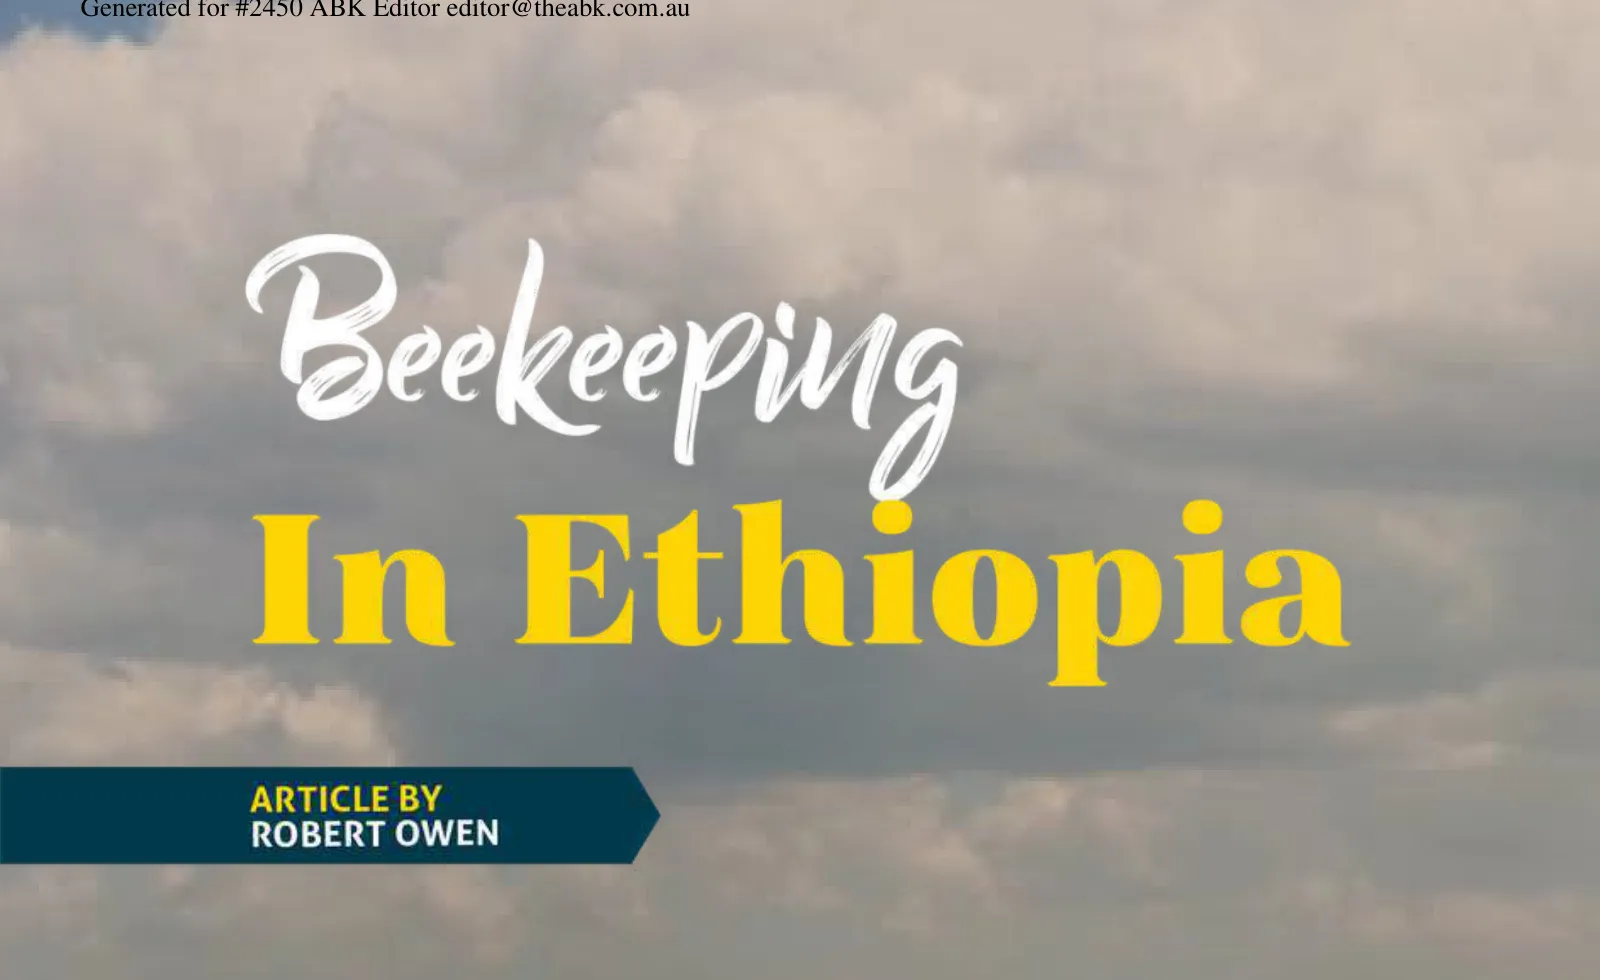 Generated for #2450 ABK Editor editor@theabk.com.au
Beekeeping
In Ethiopia
ARTICLE BY
ROBERT OWEN